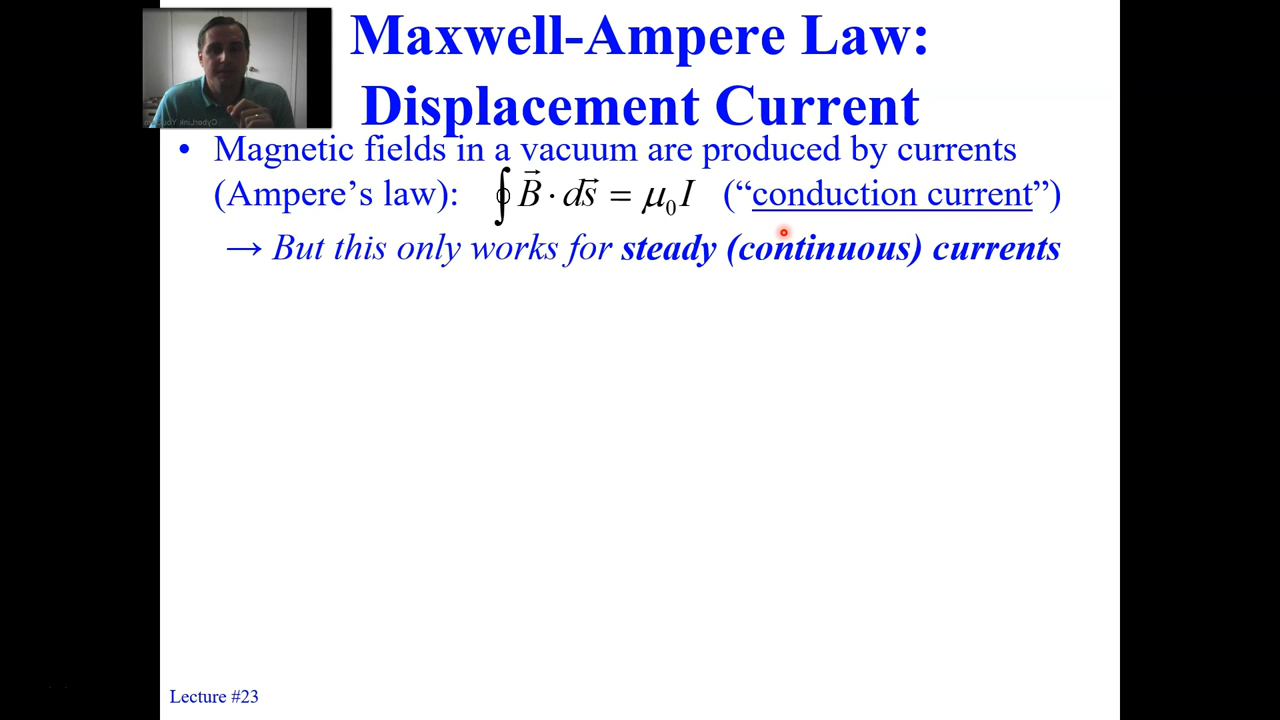 Maxwell-Ampere Law:
Displacement Current
• Magnetic fields in a vacuum are produced by currents
(Ampere’s law): ∮ B⃗ · ds⃗ = μ₀I (“conduction current”)
→ But this only works for steady (continuous) currents
Lecture #23